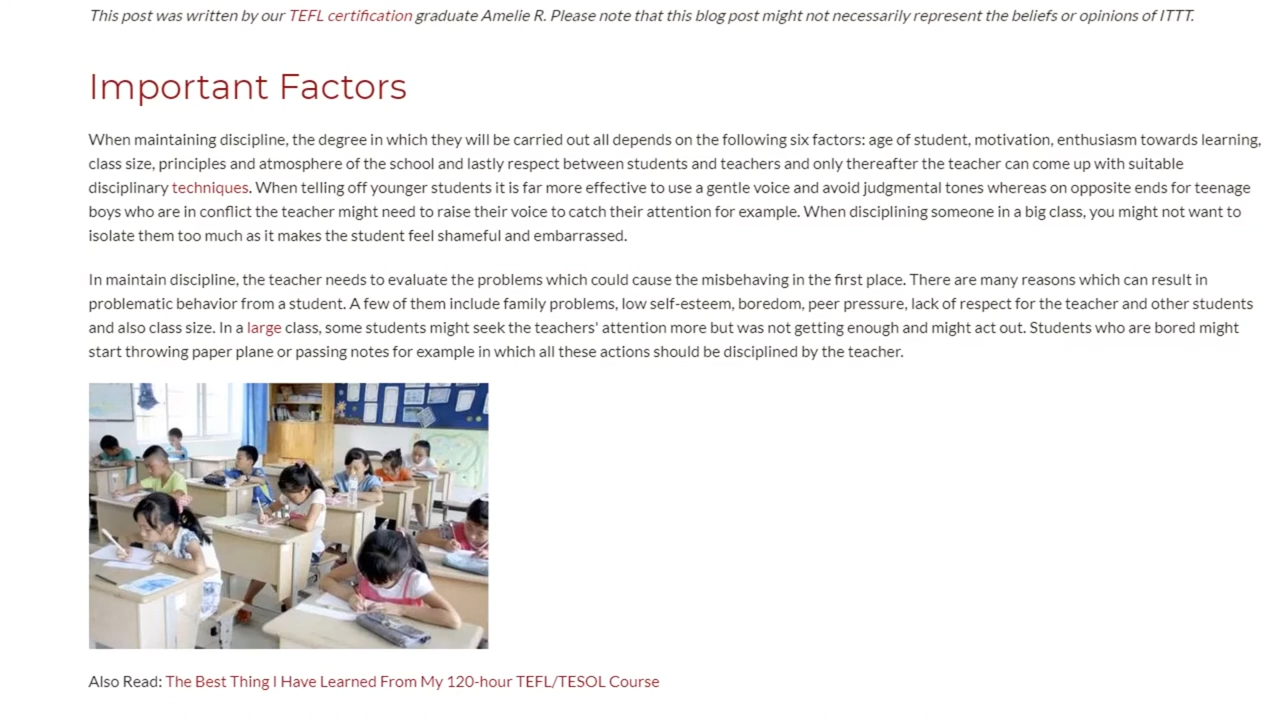 This post was written by our TEFL certification graduate Amelie R. Please note that this blog post might not necessarily represent the beliefs or opinions of ITTT.
Important Factors
When maintaining discipline, the degree in which they will be carried out all depends on the following six factors: age of student, motivation, enthusiasm towards learning,
class size, principles and atmosphere of the school and lastly respect between students and teachers and only thereafter the teacher can come up with suitable
disciplinary techniques. When telling off younger students it is far more effective to use a gentle voice and avoid judgmental tones whereas on opposite ends for teenage
boys who are in conflict the teacher might need to raise their voice to catch their attention for example. When disciplining someone in a big class, you might not want to
isolate them too much as it makes the student feel shameful and embarrassed.
In maintain discipline, the teacher needs to evaluate the problems which could cause the misbehaving in the first place. There are many reasons which can result in
problematic behavior from a student. A few of them include family problems, low self-esteem, boredom, peer pressure, lack of respect for the teacher and other students
and also class size. In a large class, some students might seek the teachers' attention more but was not getting enough and might act out. Students who are bored might
start throwing paper plane or passing notes for example in which all these actions should be disciplined by the teacher.
Also Read: The Best Thing I Have Learned From My 120-hour TEFL/TESOL Course